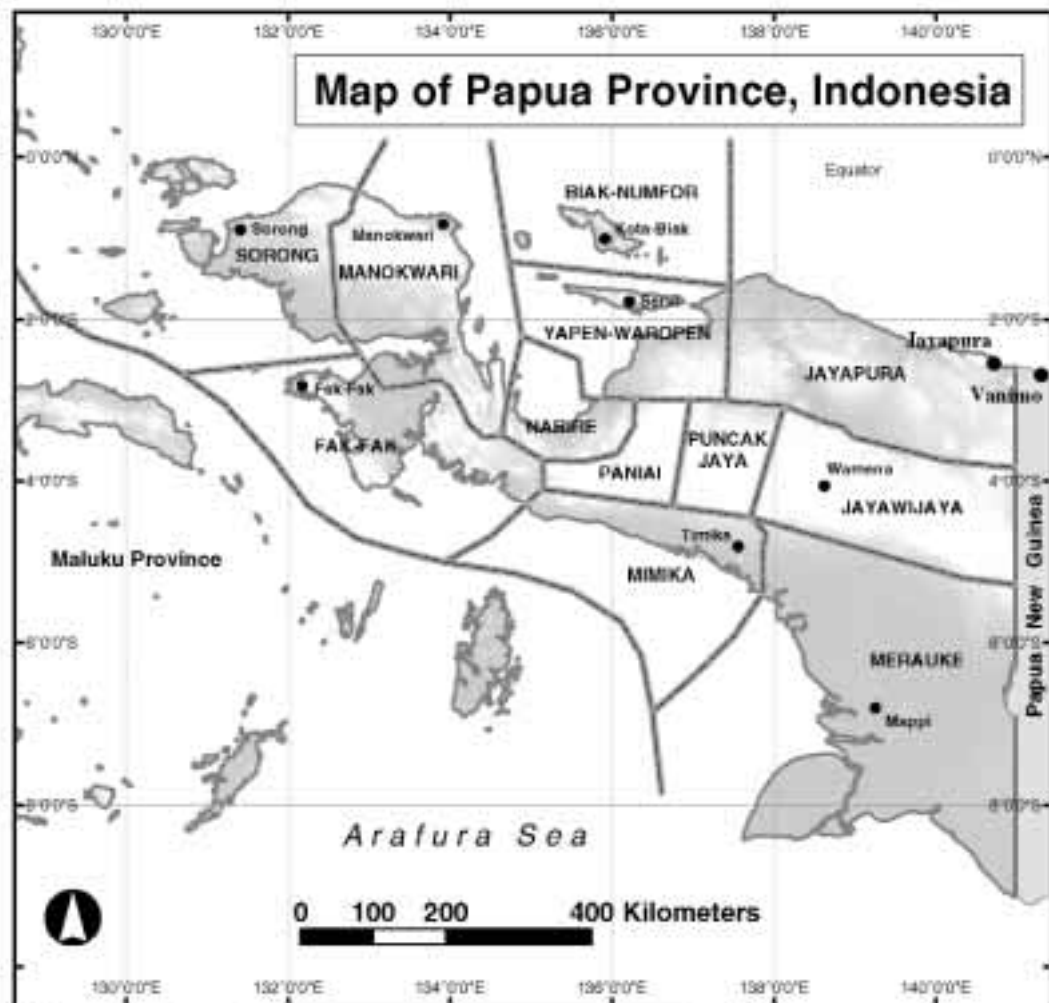 130°0'0"E 132°0'0"E 134°0'0"E 136°0'0"E 138°0'0"E 140°0'0"E
Map of Papua Province, Indonesia
0°0'0"N
0°0'0"N
Equator
BIAK-NUMFOR
Kota-Biak
Sorong
SORONG
Manokwari
MANOKWARI
Serui
2°0'0"S
2°0'0"S
YAPEN-WAROPEN
Jayapura
JAYAPURA
Vanimo
Fak-Fak
FAK-FAK
NABIRE
PUNCAK
JAYA
PANIAI
Wamena
4°0'0"S
4°0'0"S
JAYAWIJAYA
Timika
Maluku Province
MIMIKA
Papua New Guinea
6°0'0"S
6°0'0"S
MERAUKE
Mappi
8°0'0"S
8°0'0"S
Arafura Sea
0 100 200 400 Kilometers
130°0'0"E 132°0'0"E 134°0'0"E 136°0'0"E 138°0'0"E 140°0'0"E